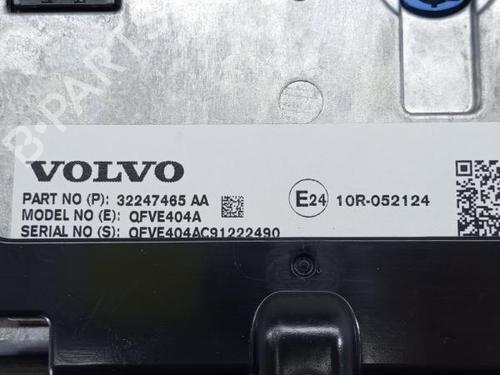 B-PARTS
VOLVO
PART NO (P): 32247465 AA
MODEL NO (E): QFVE404A
SERIAL NO (S): QFVE404AC91222490
E24 10R-052124